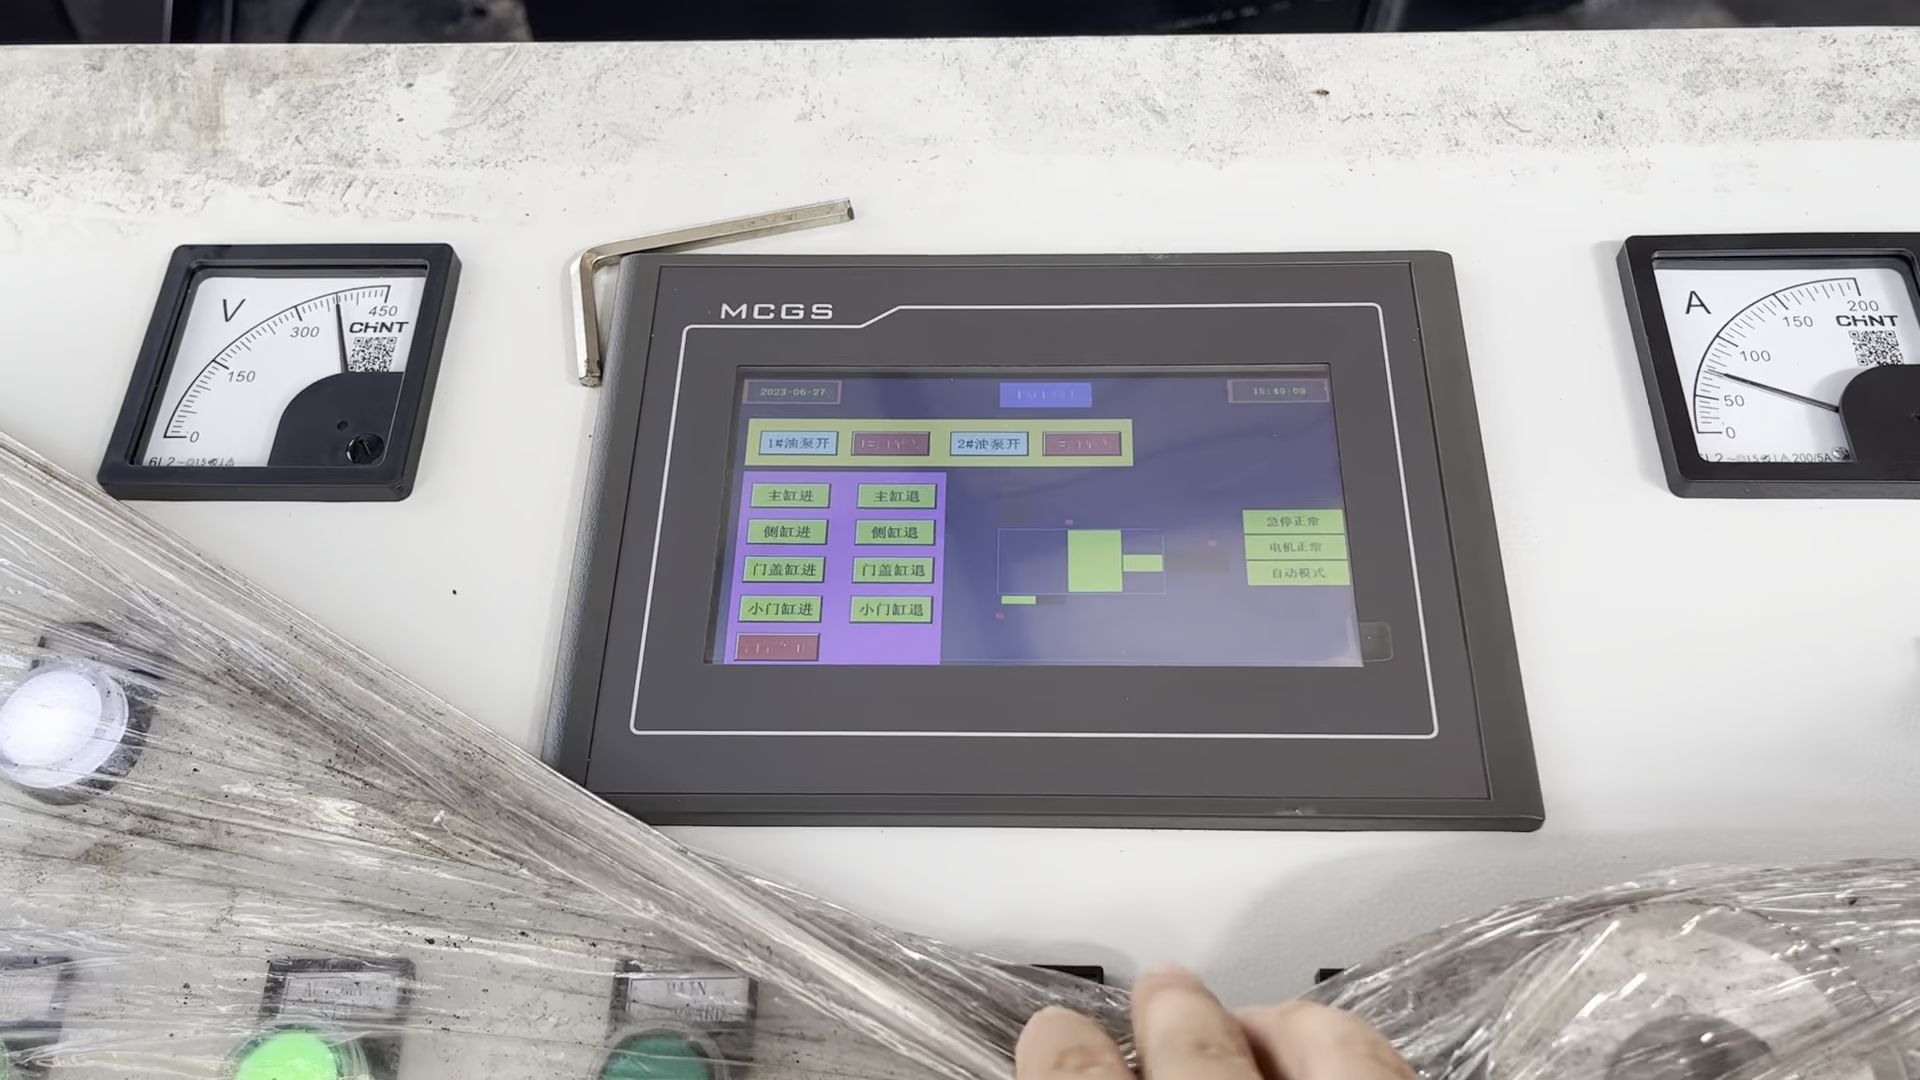 V
450
300
CHNT
150
0
MCGS
2023-06-27
15:49:09
1#油泵开
2#油泵开
主缸进
主缸退
侧缸进
侧缸退
门盖缸进
门盖缸退
小门缸进
小门缸退
急停正常
电机正常
自动模式
A
200
150
CHNT
100
50
0
200/5A
MAIN